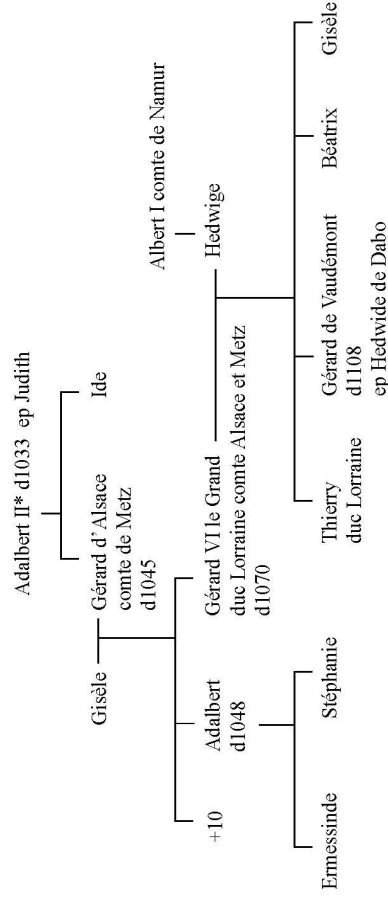 Adalbert II* d1033 ep Judith
Gisèle
Gérard d'Alsace
comte de Metz
d1045
Ide
Albert I comte de Namur
+10
Adalbert
d1048
Gérard VI le Grand
duc Lorraine comte Alsace et Metz
d1070
Hedwige
Ermessinde
Stéphanie
Thierry
duc Lorraine
Gérard de Vaudémont
d1108
ep Hedwide de Dabo
Béatrix
Gisèle